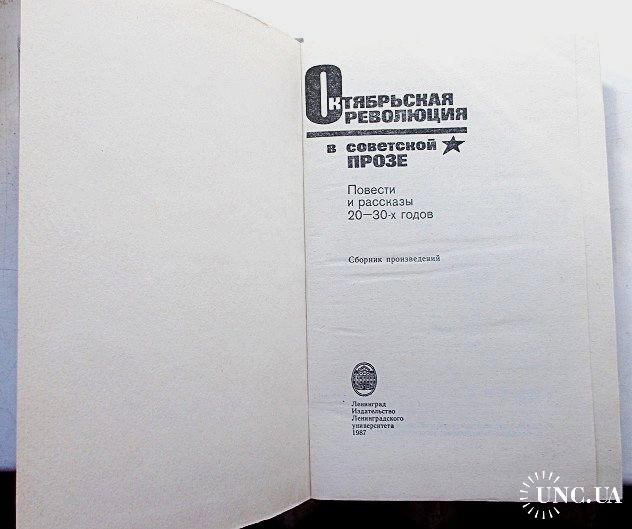 Октябрьская
революция
в советской
прозе
Повести
и рассказы
20—30-х годов
Сборник произведений
Ленинград
Издательство
Ленинградского
университета
1987
UNC.UA